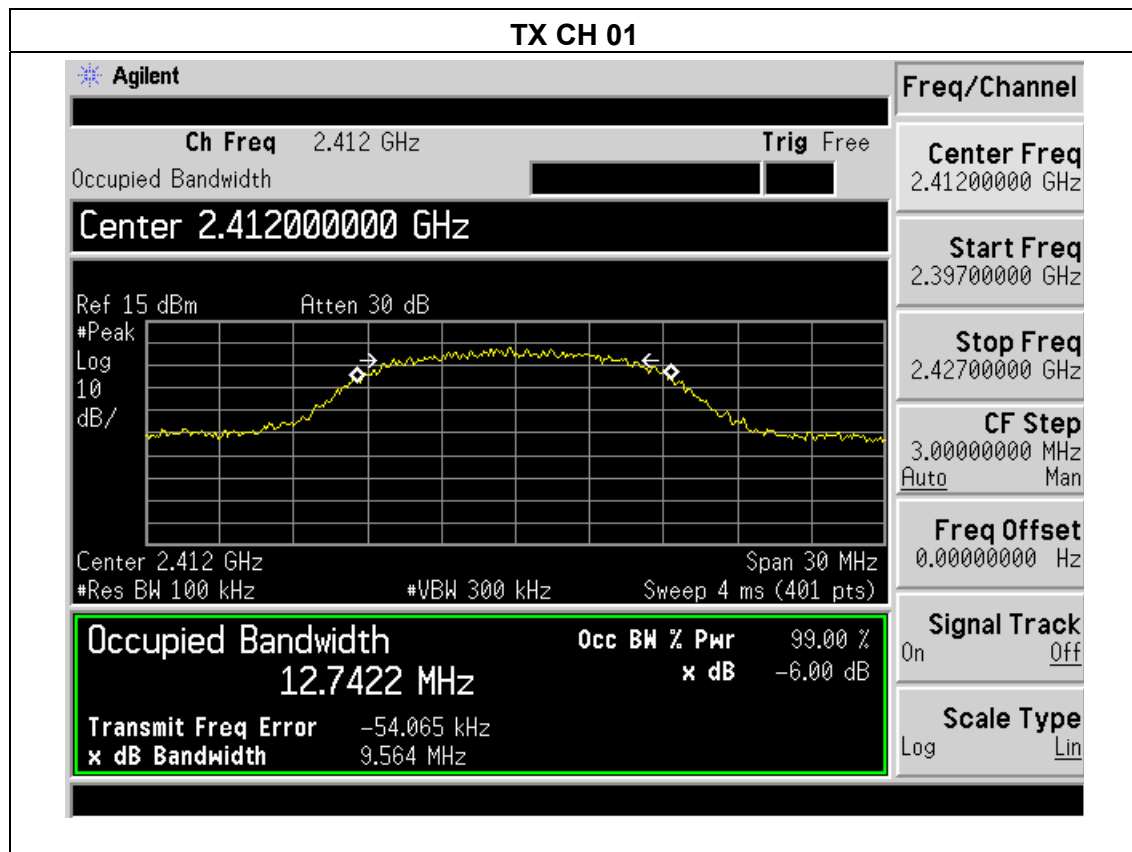 TX CH 01
Agilent
Freq/Channel
Ch Freq 2.412 GHz Trig Free
Occupied Bandwidth
Center 2.412000000 GHz
Ref 15 dBm Atten 30 dB
#Peak
Log
10
dB/
Center 2.412 GHz Span 30 MHz
#Res BW 100 kHz #VBW 300 kHz Sweep 4 ms (401 pts)
Occupied Bandwidth Occ BW % Pwr 99.00 %
12.7422 MHz x dB -6.00 dB
Transmit Freq Error -54.065 kHz
x dB Bandwidth 9.564 MHz
Center Freq
2.41200000 GHz
Start Freq
2.39700000 GHz
Stop Freq
2.42700000 GHz
CF Step
3.00000000 MHz
Auto Man
Freq Offset
0.00000000 Hz
Signal Track
On Off
Scale Type
Log Lin